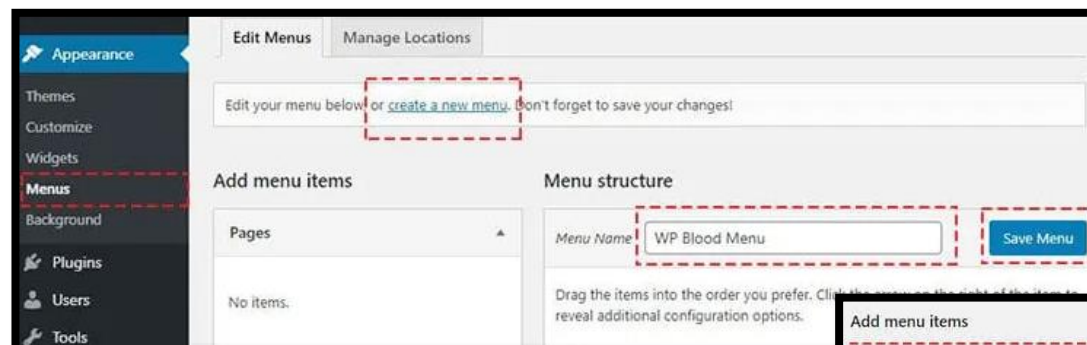 Edit Menus
Manage Locations
Appearance
Themes
Customize
Widgets
Menus
Background
Plugins
Users
Tools
Edit your menu below, or create a new menu. Don't forget to save your changes!
Add menu items
Pages
No items.
Menu structure
Menu Name WP Blood Menu
Save Menu
Drag the items into the order you prefer. Click the arrow on the right of the item to
reveal additional configuration options.
Add menu items